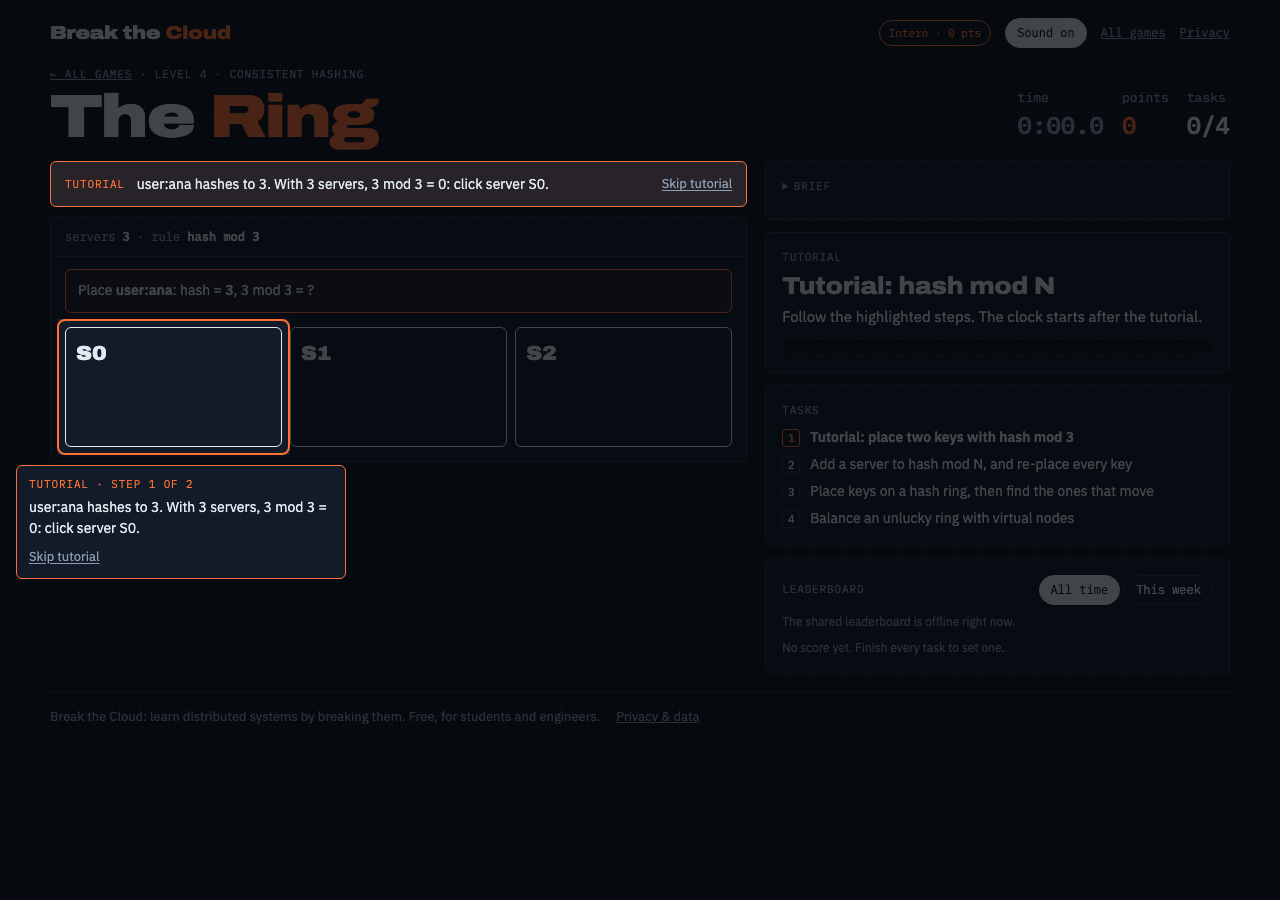 Break the Cloud
Intern · 0 pts
Sound on
All games
Privacy
← ALL GAMES · LEVEL 4 · CONSISTENT HASHING
The Ring
time
0:00.0
points
0
tasks
0/4
TUTORIAL user:ana hashes to 3. With 3 servers, 3 mod 3 = 0: click server S0. Skip tutorial
servers 3 · rule hash mod 3
Place user:ana: hash = 3, 3 mod 3 = ?
S0
S1
S2
TUTORIAL · STEP 1 OF 2
user:ana hashes to 3. With 3 servers, 3 mod 3 =
0: click server S0.
Skip tutorial
▶ BRIEF
TUTORIAL
Tutorial: hash mod N
Follow the highlighted steps. The clock starts after the tutorial.
TASKS
1 Tutorial: place two keys with hash mod 3
2 Add a server to hash mod N, and re-place every key
3 Place keys on a hash ring, then find the ones that move
4 Balance an unlucky ring with virtual nodes
LEADERBOARD
All time
This week
The shared leaderboard is offline right now.
No score yet. Finish every task to set one.
Break the Cloud: learn distributed systems by breaking them. Free, for students and engineers. Privacy & data